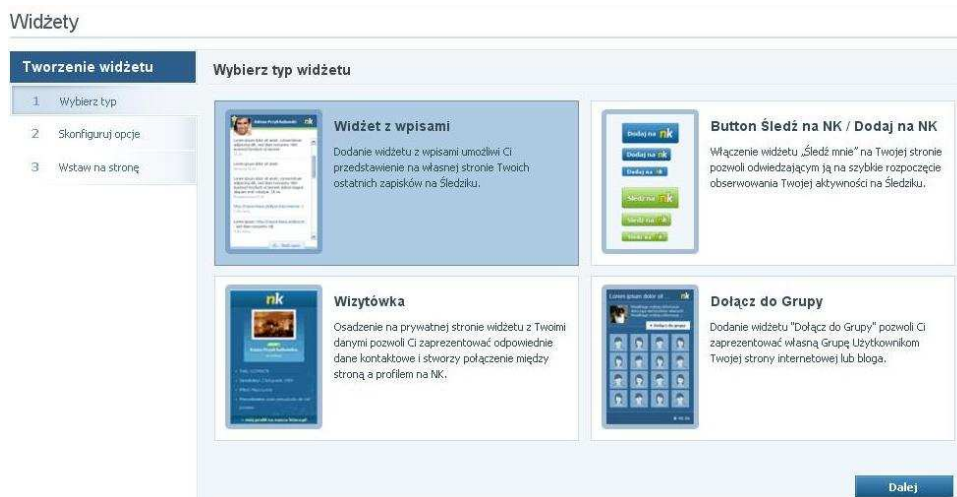 Widżety
Tworzenie widżetu
1 Wybierz typ
2 Skonfiguruj opcje
3 Wstaw na stronę
Wybierz typ widżetu
nk
Widżet z wpisami
Dodanie widżetu z wpisami umożliwi Ci
przedstawienie na własnej stronie Twoich
ostatnich zapisków na Śledziku.
Dodaj na nk
Dodaj na nk
Dodaj na
Śledź na nk
Śledź na
Śledź na
Button Śledź na NK / Dodaj na NK
Włączenie widżetu „Śledź mnie” na Twojej stronie
pozwoli odwiedzającym ją na szybkie rozpoczęcie
obserwowania Twojej aktywności na Śledziku.
nk
Wizytówka
Osadzenie na prywatnej stronie widżetu z Twoimi
danymi pozwoli Ci zaprezentować odpowiednie
dane kontaktowe i stworzy połączenie między
stroną a profilem na NK.
Lorem ipsum dolor sit ... nk
+ Dołącz do grupy
Dołącz do Grupy
Dodanie widżetu "Dołącz do Grupy" pozwoli Ci
zaprezentować własną Grupę Użytkownikom
Twojej strony internetowej lub bloga.
Dalej